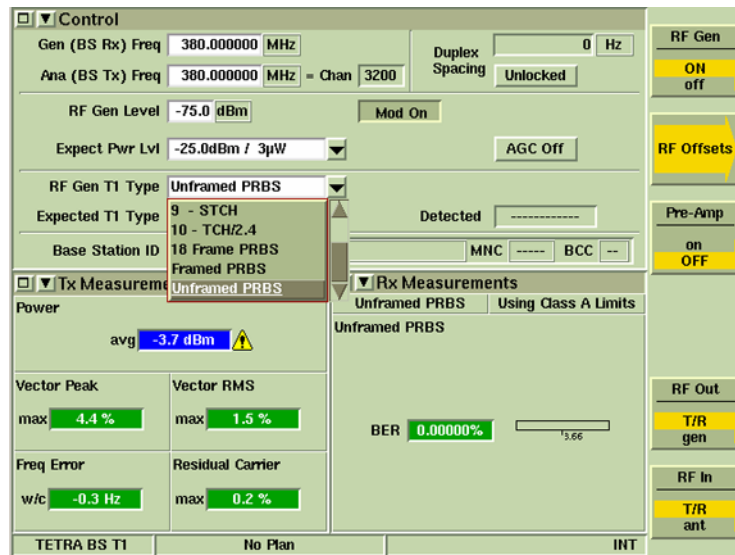 Control
Gen (BS Rx) Freq 380.000000 MHz
Duplex Spacing 0 Hz
Ana (BS Tx) Freq 380.000000 MHz = Chan 3200
Unlocked
RF Gen Level -75.0 dBm
Mod On
Expect Pwr Lvl -25.0dBm / 3µW
AGC Off
RF Gen T1 Type Unframed PRBS
9 - STCH
10 - TCH/2.4
18 Frame PRBS
Framed PRBS
Unframed PRBS
Expected T1 Type
Detected ------------
Base Station ID
MNC ----- BCC --
Tx Measureme
Power
avg -3.7 dBm
Vector Peak
max 4.4 %
Vector RMS
max 1.5 %
Freq Error
w/c -0.3 Hz
Residual Carrier
max 0.2 %
Rx Measurements
Unframed PRBS Using Class A Limits
Unframed PRBS
BER 0.00000%
3.66
TETRA BS T1 No Plan INT
RF Gen
ON
off
RF Offsets
Pre-Amp
on
OFF
RF Out
T/R
gen
RF In
T/R
ant